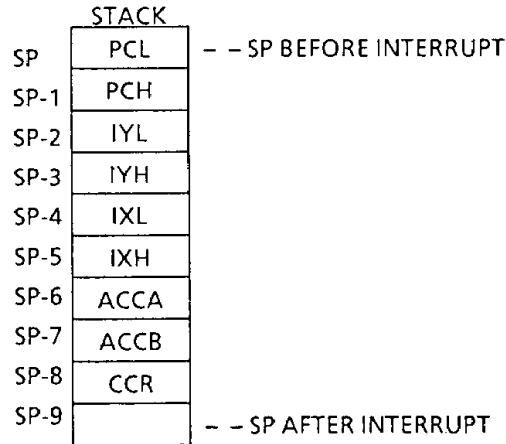 STACK
SP PCL - - SP BEFORE INTERRUPT
SP-1 PCH
SP-2 IYL
SP-3 IYH
SP-4 IXL
SP-5 IXH
SP-6 ACCA
SP-7 ACCB
SP-8 CCR
SP-9 - - SP AFTER INTERRUPT